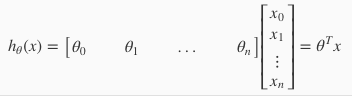 h_θ(x) = [θ_0 θ_1 … θ_n] [x_0 x_1 ⋮ x_n] = θ^T x